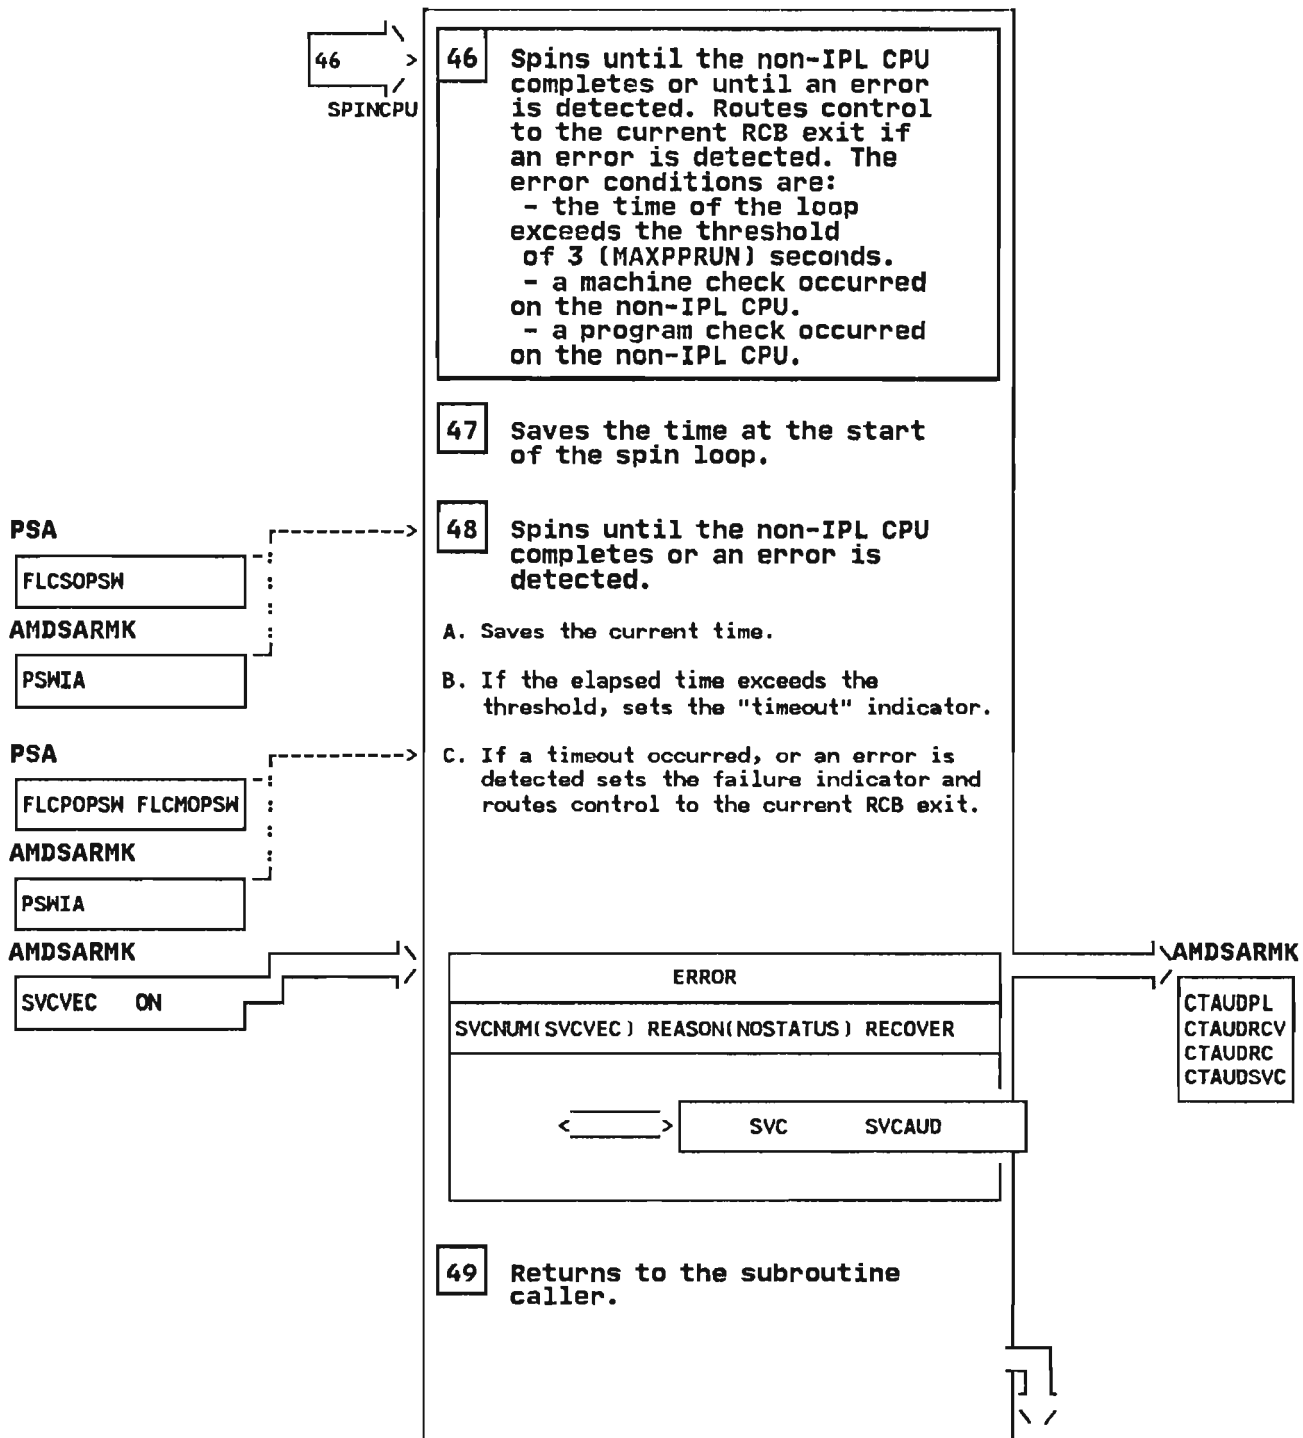 46
SPINCPU
46 Spins until the non-IPL CPU
completes or until an error
is detected. Routes control
to the current RCB exit if
an error is detected. The
error conditions are:
- the time of the loop
exceeds the threshold
of 3 (MAXPPRUN) seconds.
- a machine check occurred
on the non-IPL CPU.
- a program check occurred
on the non-IPL CPU.
47 Saves the time at the start
of the spin loop.
PSA
FLCSOPSW
AMDSARMK
PSWIA
48 Spins until the non-IPL CPU
completes or an error is
detected.
A. Saves the current time.
B. If the elapsed time exceeds the
threshold, sets the "timeout" indicator.
PSA
FLCPOPSW FLCMOPSW
AMDSARMK
PSWIA
C. If a timeout occurred, or an error is
detected sets the failure indicator and
routes control to the current RCB exit.
AMDSARMK
SVCVEC ON
ERROR
SVCNUM(SVCVEC) REASON(NOSTATUS) RECOVER
SVC SVCAUD
AMDSARMK
CTAUDPL
CTAUDRCV
CTAUDRC
CTAUDSVC
49 Returns to the subroutine
caller.